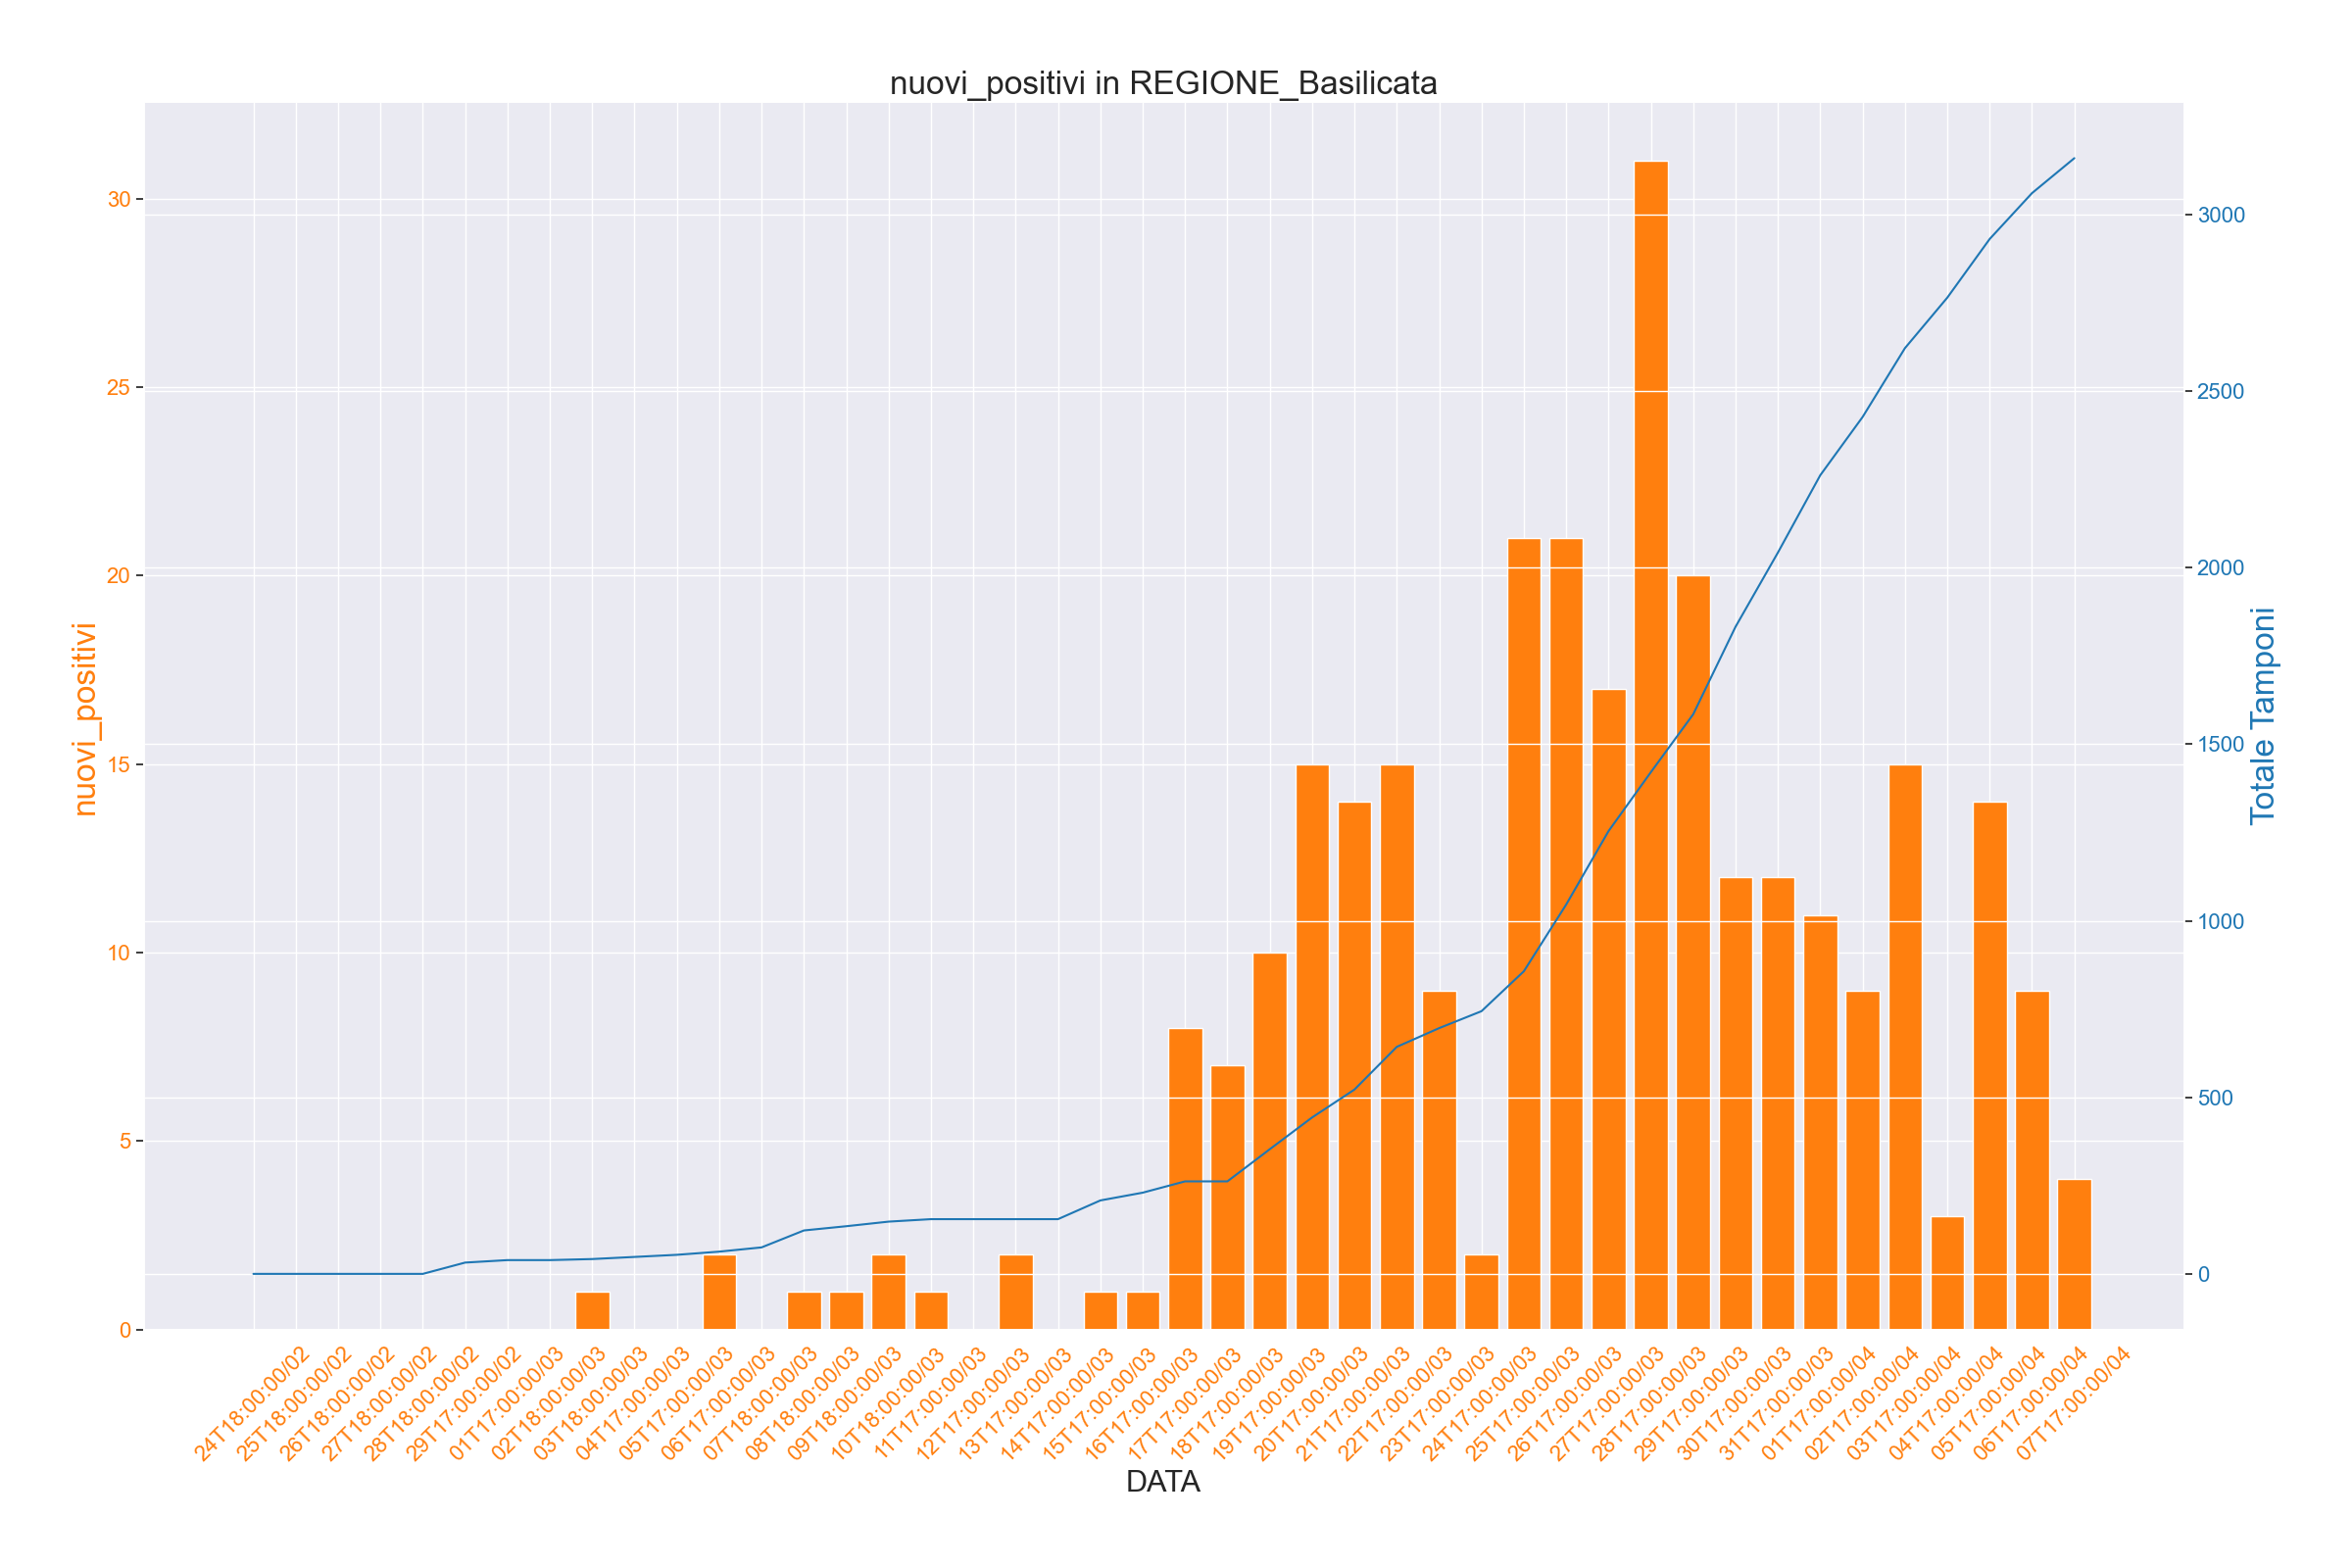 nuovi_positivi in REGIONE_Basilicata
30
25
20
15
10
5
0
nuovi_positivi
3000
2500
2000
1500
1000
500
0
Totale Tamponi
24T18:00:00/02
25T18:00:00/02
26T18:00:00/02
27T18:00:00/02
28T18:00:00/02
29T17:00:00/02
01T17:00:00/03
02T18:00:00/03
03T18:00:00/03
04T17:00:00/03
05T17:00:00/03
06T17:00:00/03
07T18:00:00/03
08T18:00:00/03
09T18:00:00/03
10T18:00:00/03
11T17:00:00/03
12T17:00:00/03
13T17:00:00/03
14T17:00:00/03
15T17:00:00/03
16T17:00:00/03
17T17:00:00/03
18T17:00:00/03
19T17:00:00/03
20T17:00:00/03
21T17:00:00/03
22T17:00:00/03
23T17:00:00/03
24T17:00:00/03
25T17:00:00/03
26T17:00:00/03
27T17:00:00/03
28T17:00:00/03
29T17:00:00/03
30T17:00:00/03
31T17:00:00/03
01T17:00:00/04
02T17:00:00/04
03T17:00:00/04
04T17:00:00/04
05T17:00:00/04
06T17:00:00/04
07T17:00:00/04
DATA